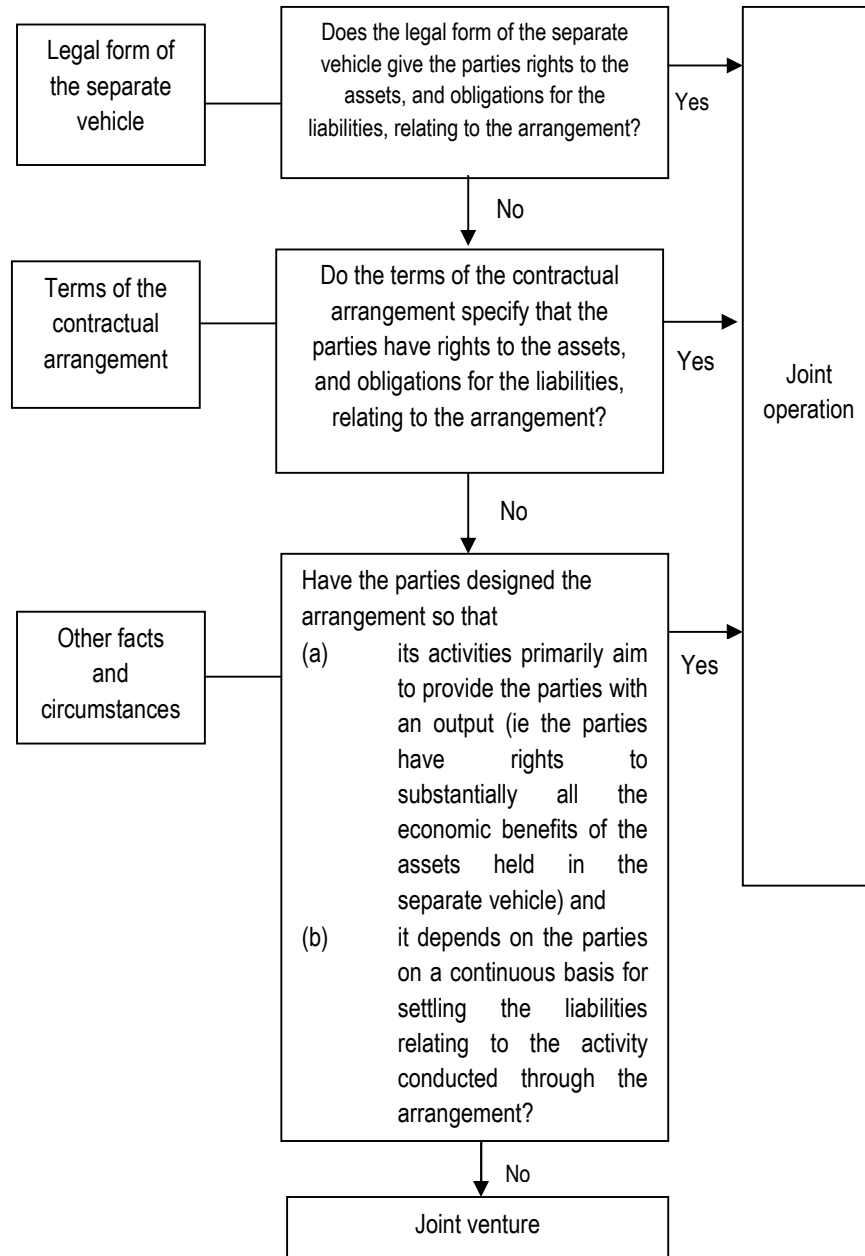 Legal form of
the separate
vehicle
Does the legal form of the separate
vehicle give the parties rights to the
assets, and obligations for the
liabilities, relating to the arrangement?
Yes
No
Terms of the
contractual
arrangement
Do the terms of the contractual
arrangement specify that the
parties have rights to the assets,
and obligations for the liabilities,
relating to the arrangement?
Yes
Joint
operation
No
Other facts
and
circumstances
Have the parties designed the
arrangement so that
(a) its activities primarily aim
to provide the parties with
an output (ie the parties
have rights to
substantially all the
economic benefits of the
assets held in the
separate vehicle) and
(b) it depends on the parties
on a continuous basis for
settling the liabilities
relating to the activity
conducted through the
arrangement?
Yes
No
Joint venture